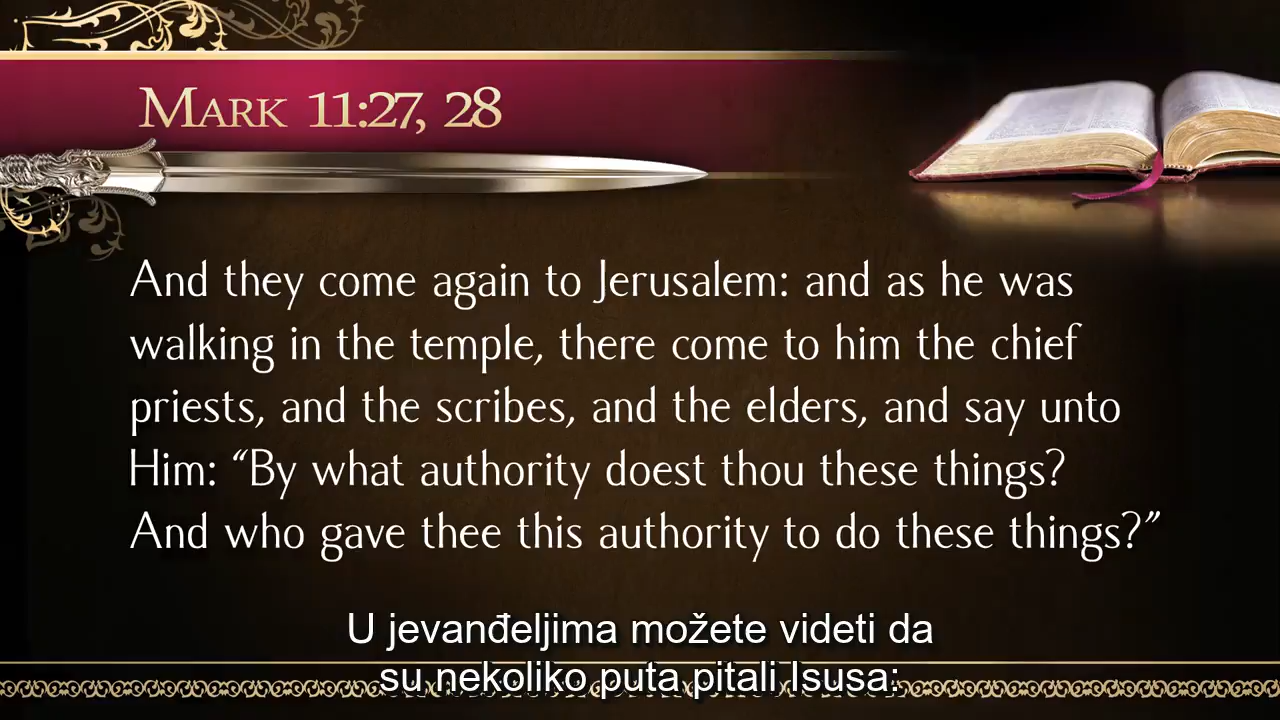 MARK 11:27, 28
And they come again to Jerusalem: and as he was
walking in the temple, there come to him the chief
priests, and the scribes, and the elders, and say unto
Him: “By what authority doest thou these things?
And who gave thee this authority to do these things?”
U jevanđeljima možete videti da
su nekoliko puta pitali Isusa: